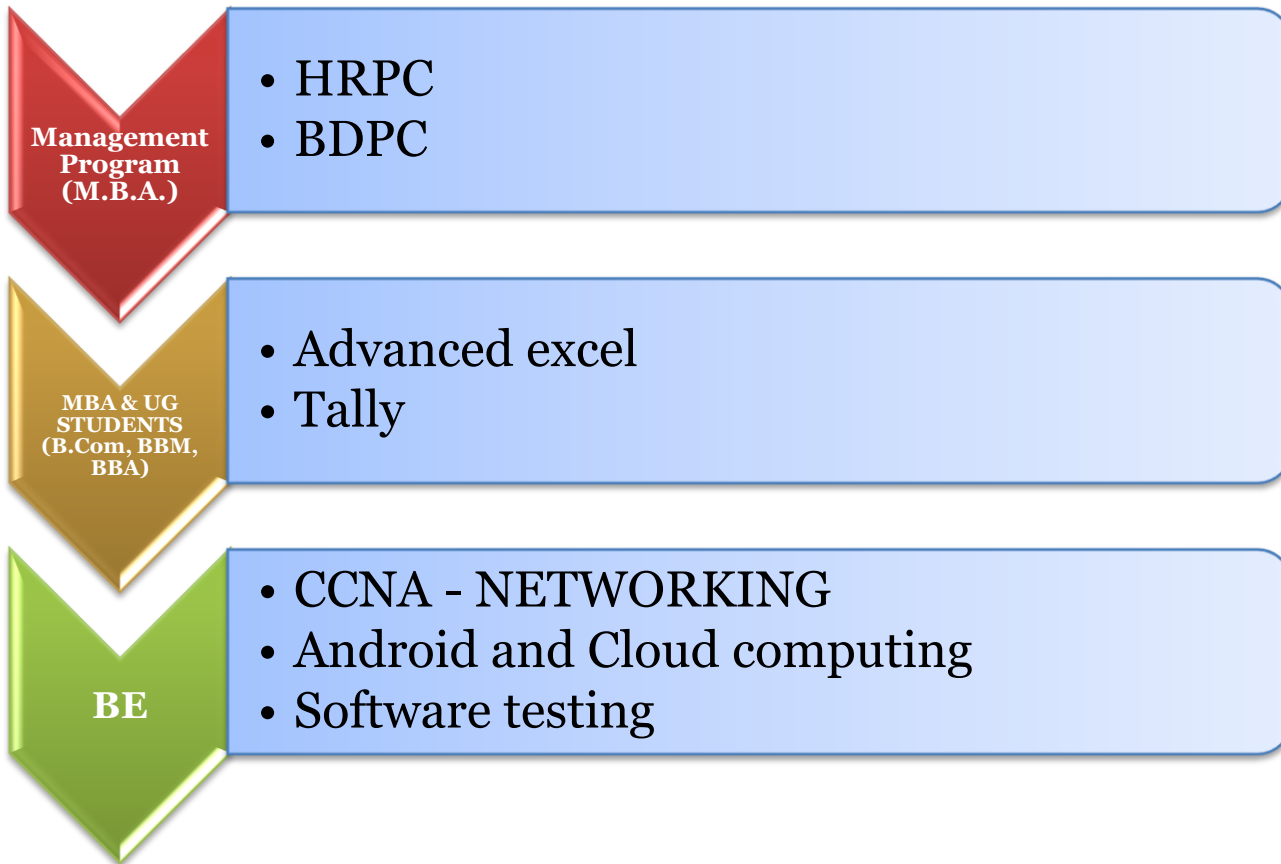 Management
Program
(M.B.A.)
• HRPC
• BDPC
MBA & UG
STUDENTS
(B.Com, BBM,
BBA)
• Advanced excel
• Tally
BE
• CCNA - NETWORKING
• Android and Cloud computing
• Software testing